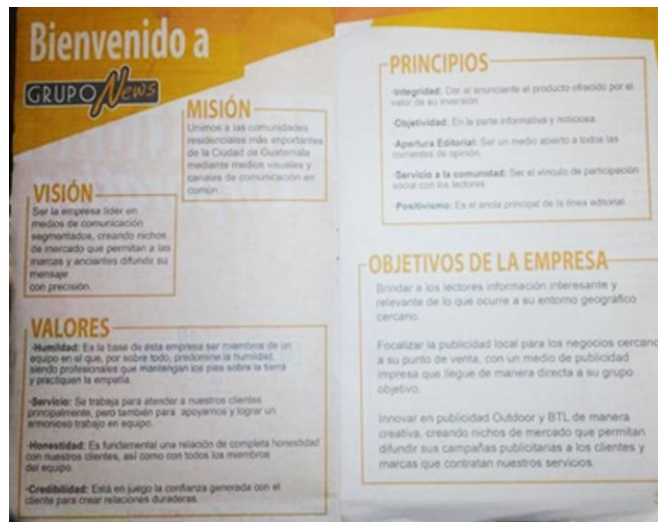 Bienvenido a
GRUPO News
MISIÓN
Unimos a las comunidades
residenciales más importantes
de la Ciudad de Guatemala
mediante medios visuales y
canales de comunicación en
común.
VISIÓN
Ser la empresa líder en
medios de comunicación
segmentados, creando nichos
de mercado que permitan a las
marcas y anciantes difundir su
mensaje
con precisión.
VALORES
·Humildad: Es la base de ésta empresa ser miembros de un
equipo en el que, por sobre todo, predomine la humildad,
siendo profesionales que mantengan los pies sobre la tierra
y practiquen la empatía.
·Servicio: Se trabaja para atender a nuestros clientes
principalmente, pero también para apoyarnos y lograr un
armonioso trabajo en equipo.
·Honestidad: Es fundamental una relación de completa honestidad
con nuestros clientes, así como con todos los miembros
del equipo.
·Credibilidad: Está en juego la confianza generada con el
cliente para crear relaciones duraderas.
PRINCIPIOS
·Integridad: Dar al anunciante el producto ofrecido por el
valor de su inversión
·Objetividad: En la parte informativa y noticiosa.
·Apertura Editorial: Ser un medio abierto a todos las
corrientes de opinión.
·Servicio a la comunidad: Ser el vínculo de participación
social con los lectores
·Positivismo: Es el ancla principal de la línea editorial.
OBJETIVOS DE LA EMPRESA
Brindar a los lectores información interesante y
relevante de lo que ocurre a su entorno geográfico
cercano.
Focalizar la publicidad local para los negocios cercano
a su punto de venta, con un medio de publicidad
impresa que llegue de manera directa a su grupo
objetivo.
Innovar en publicidad Outdoor y BTL de manera
creativa, creando nichos de mercado que permitan
difundir sus campañas publicitarias a los clientes y
marcas que contratan nuestros servicios.